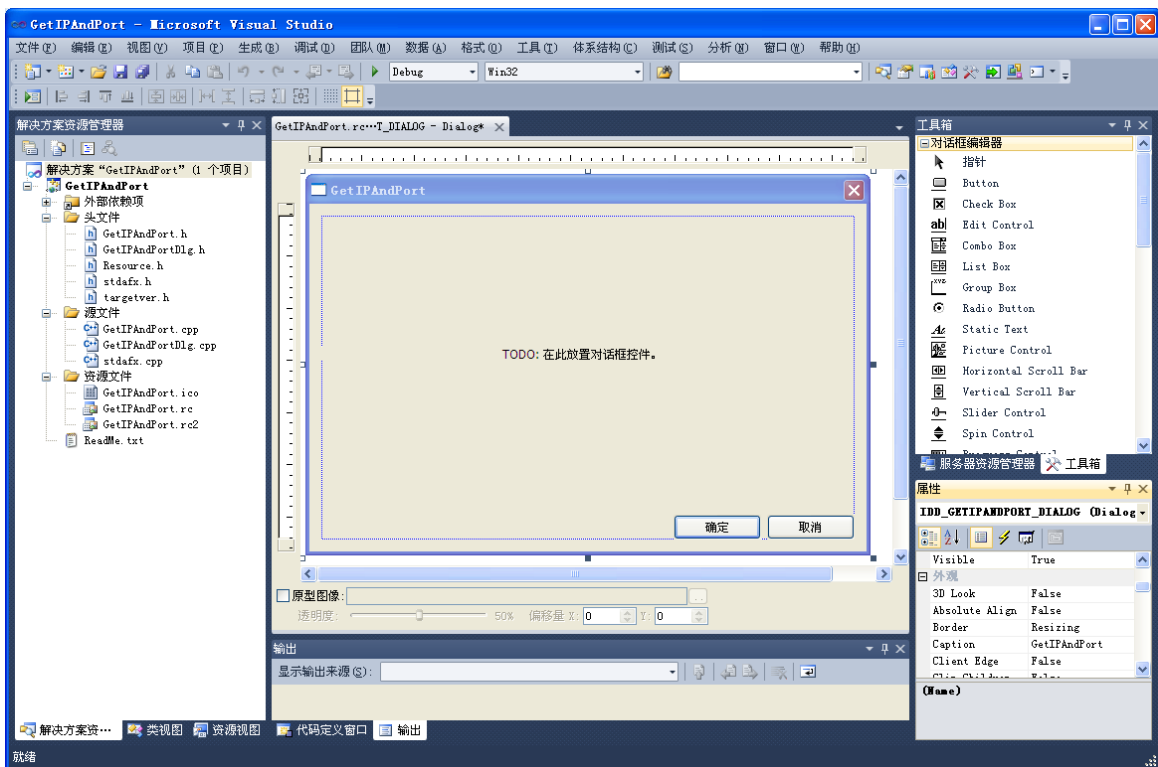 GetIPAndPort - Microsoft Visual Studio
文件(F) 编辑(E) 视图(V) 项目(P) 生成(B) 调试(D) 团队(M) 数据(A) 格式(O) 工具(T) 体系结构(C) 测试(S) 分析(N) 窗口(W) 帮助(H)
Debug Win32
解决方案资源管理器
解决方案“GetIPAndPort”(1 个项目)
GetIPAndPort
外部依赖项
头文件
GetIPAndPort.h
GetIPAndPortDlg.h
Resource.h
stdafx.h
targetver.h
源文件
GetIPAndPort.cpp
GetIPAndPortDlg.cpp
stdafx.cpp
资源文件
GetIPAndPort.ico
GetIPAndPort.rc
GetIPAndPort.rc2
ReadMe.txt
解决方案资… 类视图 资源视图
GetIPAndPort.rc…T_DIALOG - Dialog*
GetIPAndPort
TODO: 在此放置对话框控件。
确定 取消
原型图像:
透明度: 50% 偏移量 X: 0 Y: 0
输出
显示输出来源(S):
代码定义窗口 输出
工具箱
对话框编辑器
指针
Button
Check Box
Edit Control
Combo Box
List Box
Group Box
Radio Button
Static Text
Picture Control
Horizontal Scroll Bar
Vertical Scroll Bar
Slider Control
Spin Control
服务器资源管理器 工具箱
属性
IDD_GETIPANDPORT_DIALOG (Dialog
Visible True
外观
3D Look False
Absolute Align False
Border Resizing
Caption GetIPAndPort
Client Edge False
(Name)
就绪